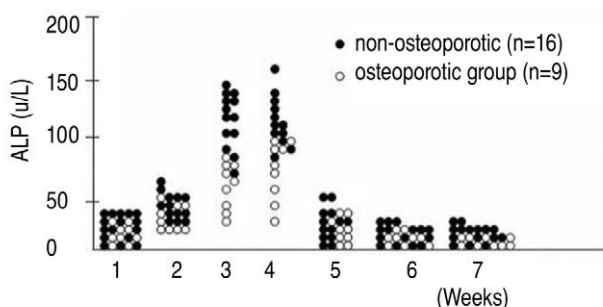 200
150
100
50
0
ALP (u/L)
non-osteoporotic (n=16)
osteoporotic group (n=9)
1 2 3 4 5 6 7
(Weeks)